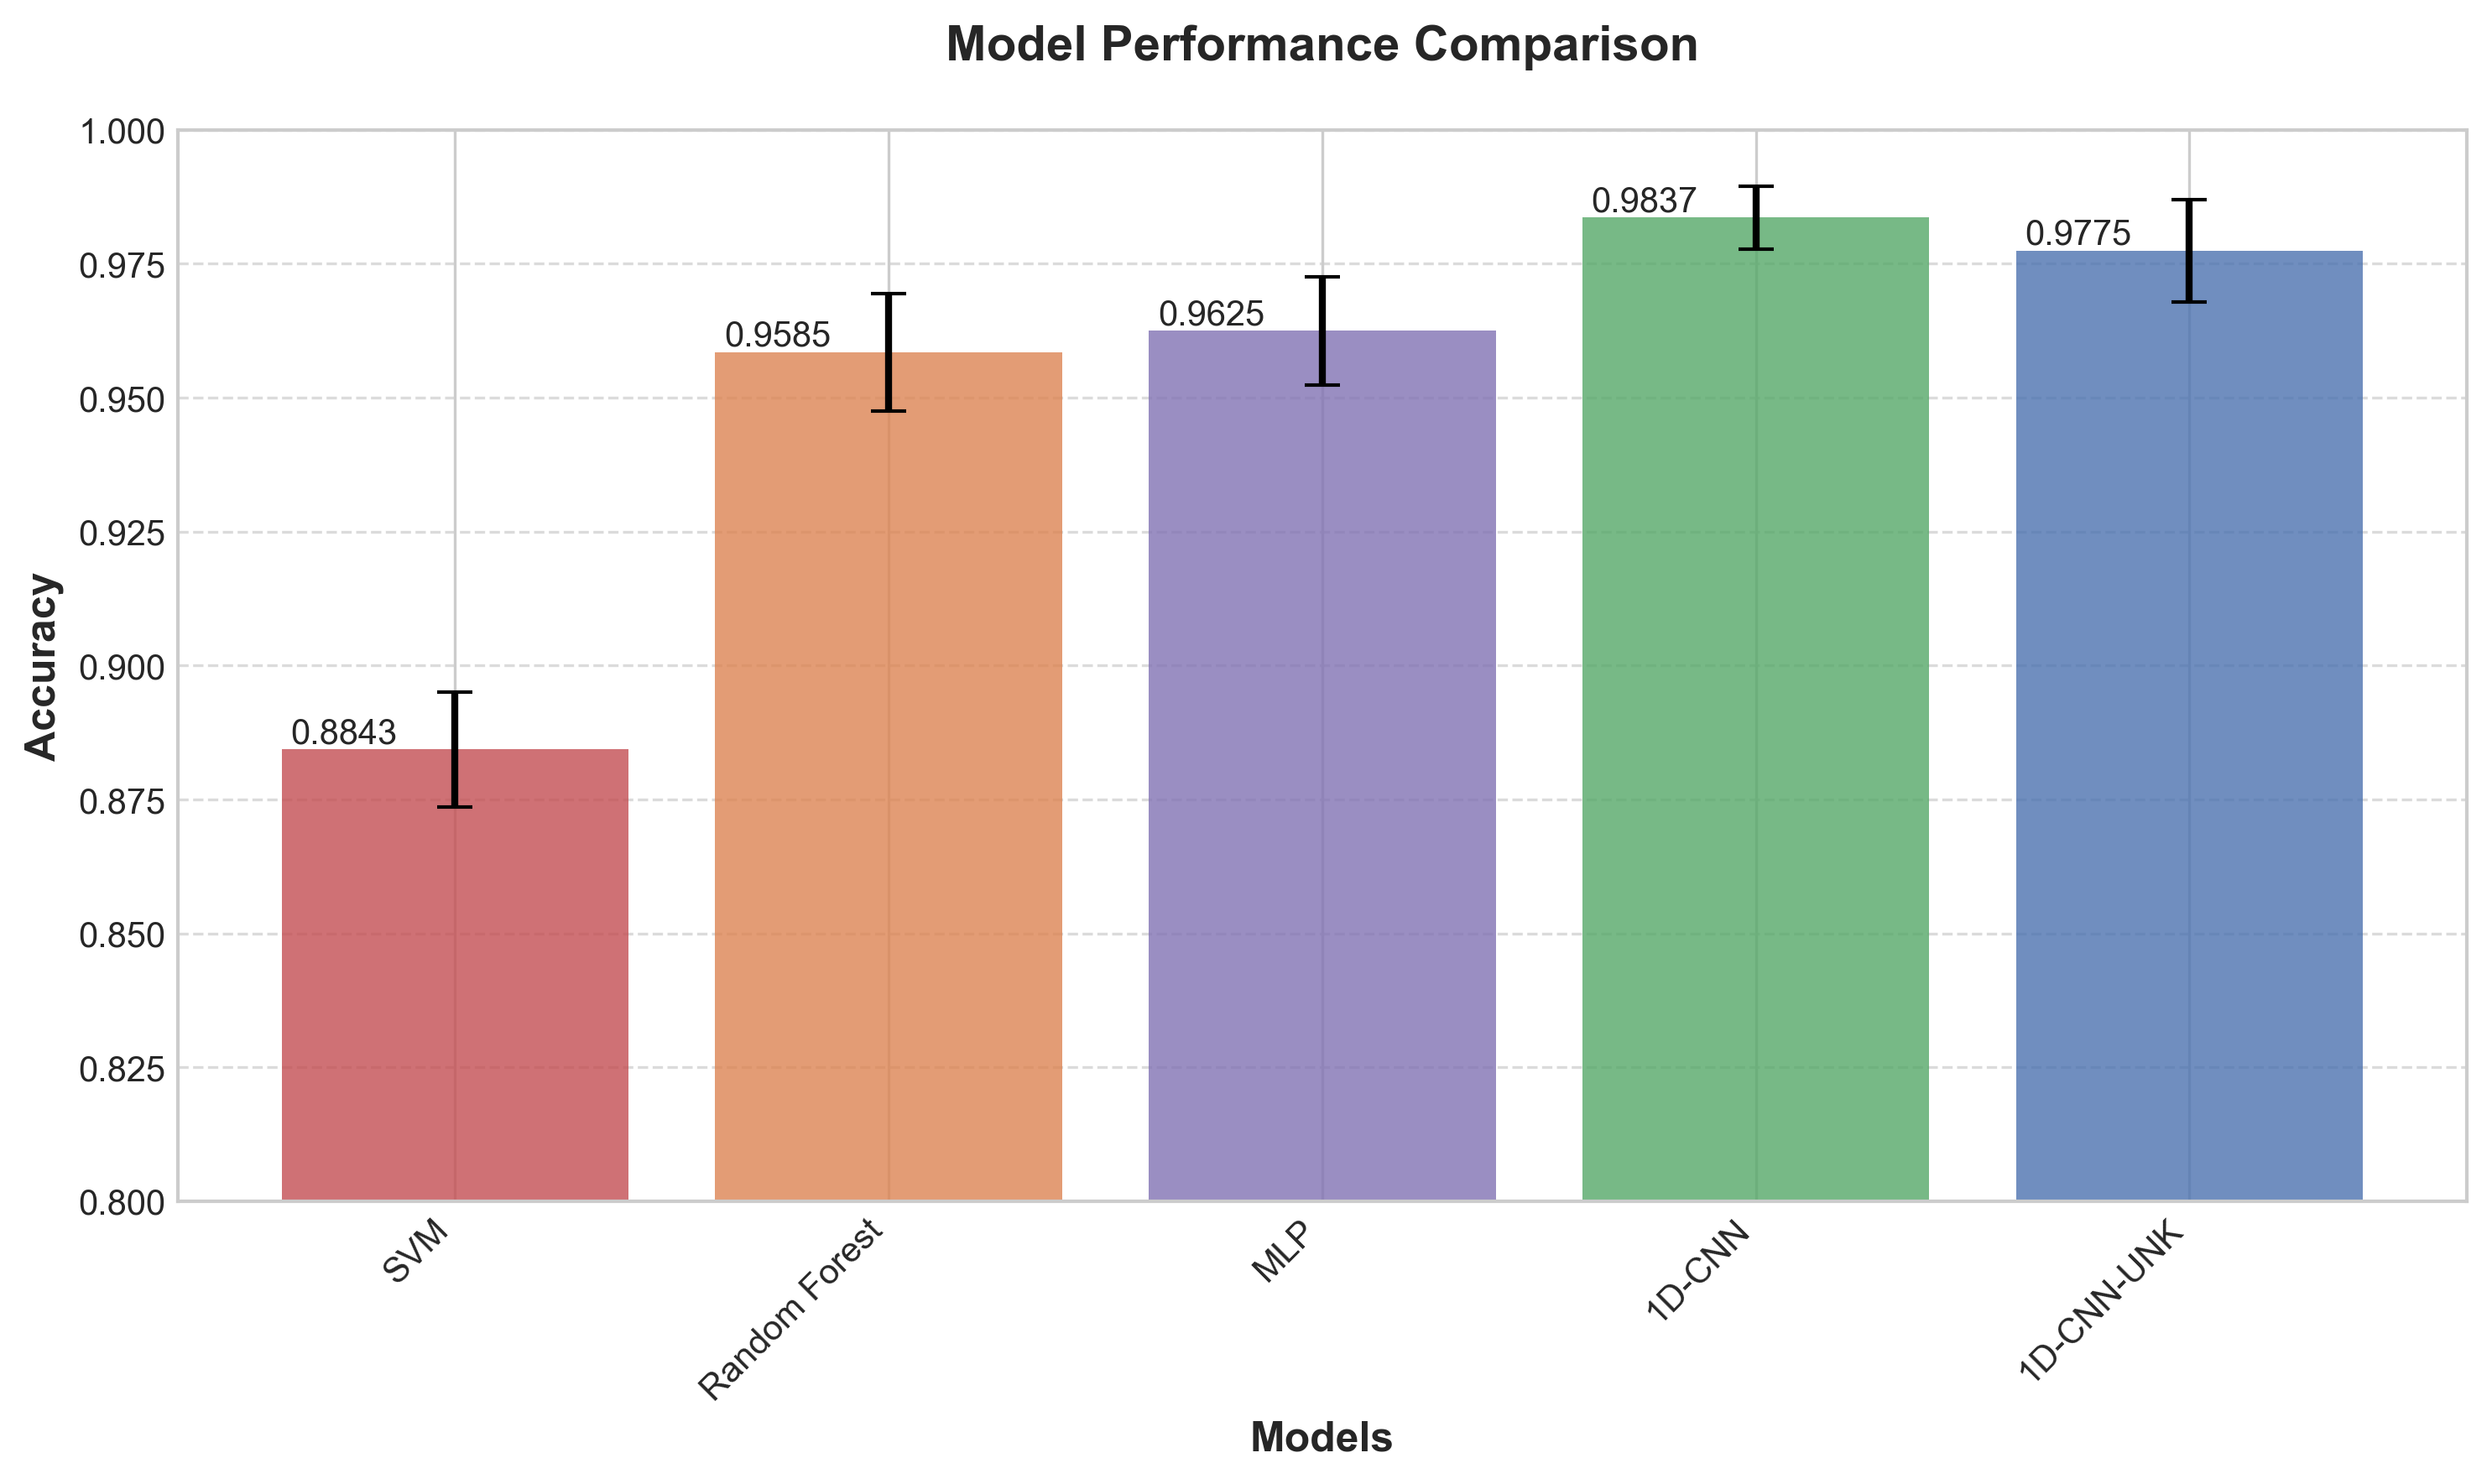 Model Performance Comparison
1.000
0.975
0.950
0.925
0.900
0.875
0.850
0.825
0.800
Accuracy
0.8843
0.9585
0.9625
0.9837
0.9775
SVM
Random Forest
MLP
1D-CNN
1D-CNN-UNK
Models